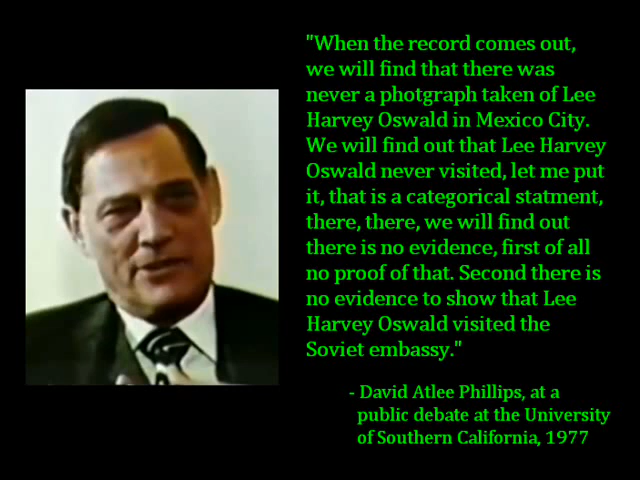 "When the record comes out,
we will find that there was
never a photgraph taken of Lee
Harvey Oswald in Mexico City.
We will find out that Lee Harvey
Oswald never visited, let me put
it, that is a categorical statment,
there, there, we will find out
there is no evidence, first of all
no proof of that. Second there is
no evidence to show that Lee
Harvey Oswald visited the
Soviet embassy."
- David Atlee Phillips, at a
public debate at the University
of Southern California, 1977